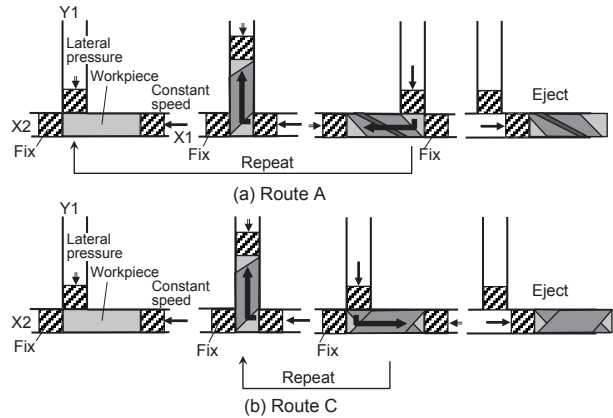 Y1
Lateral
pressure
Workpiece
Constant
speed
X2
X1
Fix
Fix
Eject
Repeat
(a) Route A
Y1
Lateral
pressure
Workpiece
Constant
speed
X2
Fix
Fix
Fix
Eject
Repeat
(b) Route C